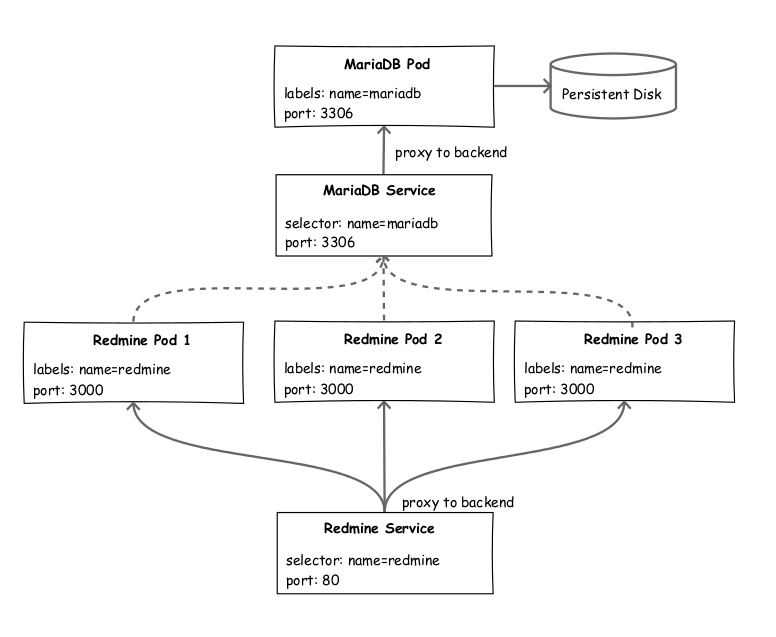 MariaDB Pod
labels: name=mariadb
port: 3306
Persistent Disk
proxy to backend
MariaDB Service
selector: name=mariadb
port: 3306
Redmine Pod 1
labels: name=redmine
port: 3000
Redmine Pod 2
labels: name=redmine
port: 3000
Redmine Pod 3
labels: name=redmine
port: 3000
proxy to backend
Redmine Service
selector: name=redmine
port: 80